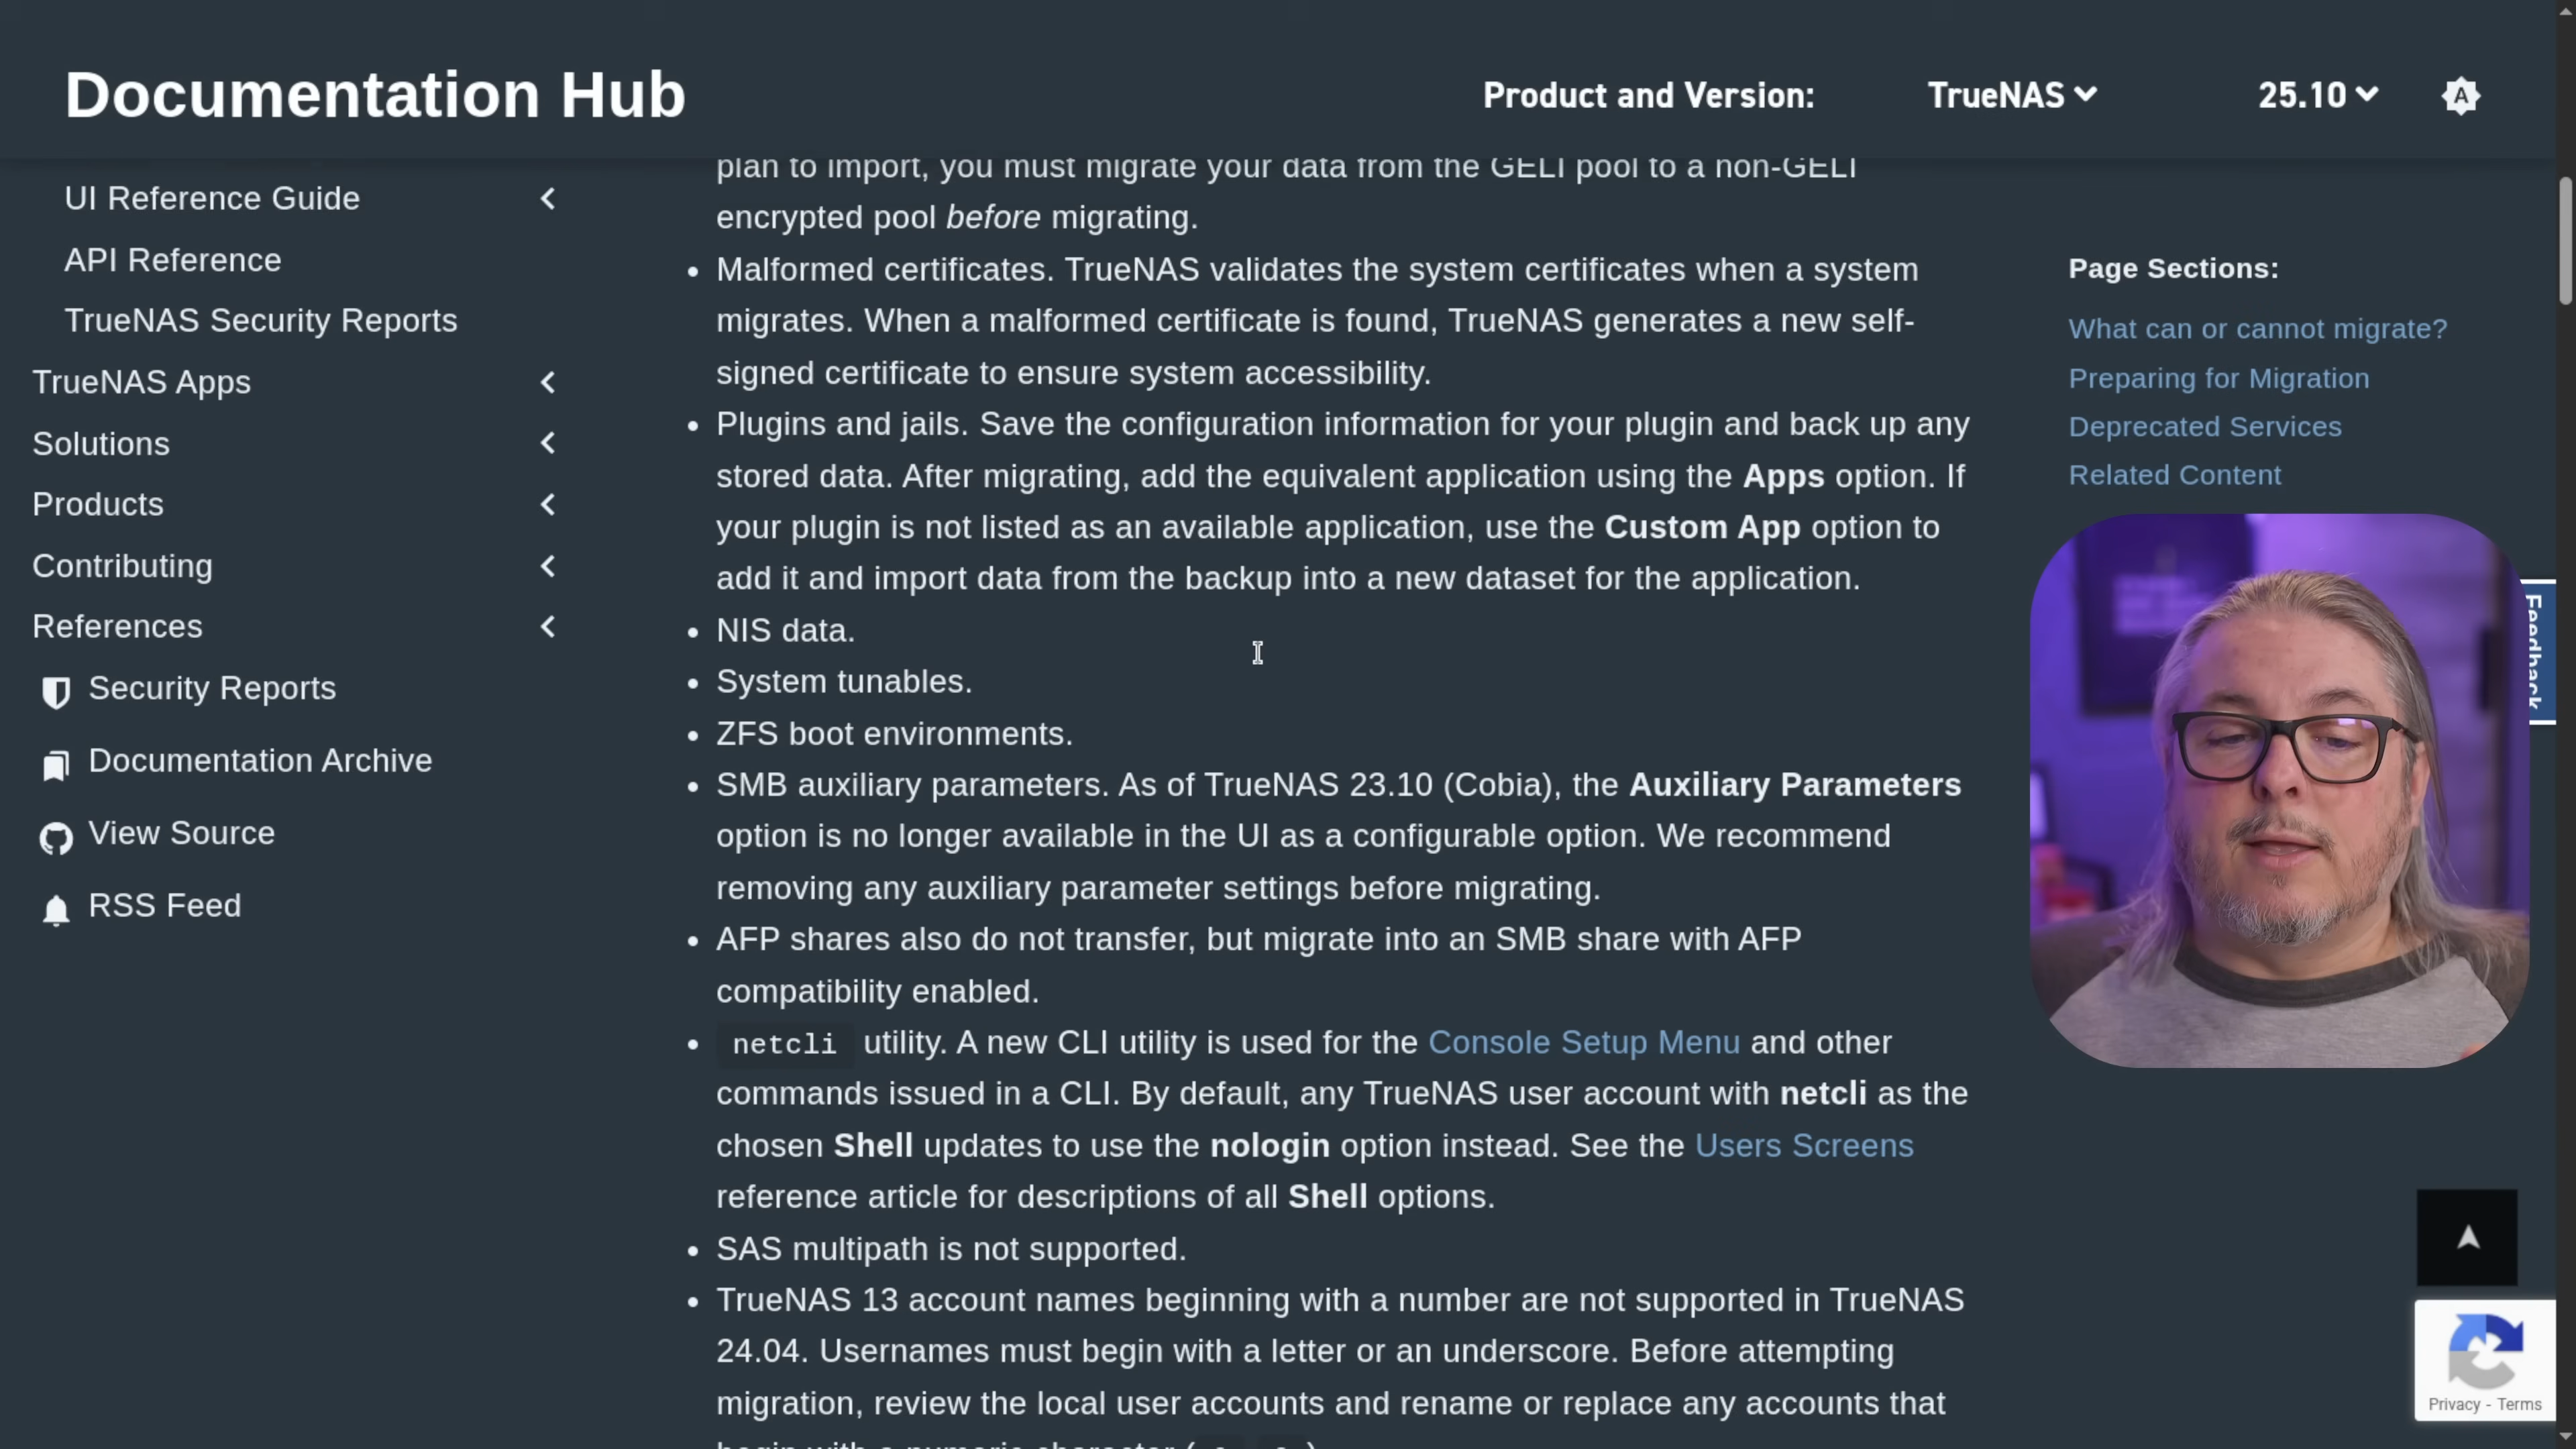 Documentation Hub
Product and Version:
TrueNAS
25.10
UI Reference Guide
API Reference
TrueNAS Security Reports
TrueNAS Apps
Solutions
Products
Contributing
References
Security Reports
Documentation Archive
View Source
RSS Feed
plan to import, you must migrate your data from the GELI pool to a non-GELI
encrypted pool before migrating.
• Malformed certificates. TrueNAS validates the system certificates when a system
migrates. When a malformed certificate is found, TrueNAS generates a new self-
signed certificate to ensure system accessibility.
• Plugins and jails. Save the configuration information for your plugin and back up any
stored data. After migrating, add the equivalent application using the Apps option. If
your plugin is not listed as an available application, use the Custom App option to
add it and import data from the backup into a new dataset for the application.
• NIS data.
• System tunables.
• ZFS boot environments.
• SMB auxiliary parameters. As of TrueNAS 23.10 (Cobia), the Auxiliary Parameters
option is no longer available in the UI as a configurable option. We recommend
removing any auxiliary parameter settings before migrating.
• AFP shares also do not transfer, but migrate into an SMB share with AFP
compatibility enabled.
• netcli utility. A new CLI utility is used for the Console Setup Menu and other
commands issued in a CLI. By default, any TrueNAS user account with netcli as the
chosen Shell updates to use the nologin option instead. See the Users Screens
reference article for descriptions of all Shell options.
• SAS multipath is not supported.
• TrueNAS 13 account names beginning with a number are not supported in TrueNAS
24.04. Usernames must begin with a letter or an underscore. Before attempting
migration, review the local user accounts and rename or replace any accounts that
begin with a numeric character (
Page Sections:
What can or cannot migrate?
Preparing for Migration
Deprecated Services
Related Content
Feedback
A
Privacy - Terms